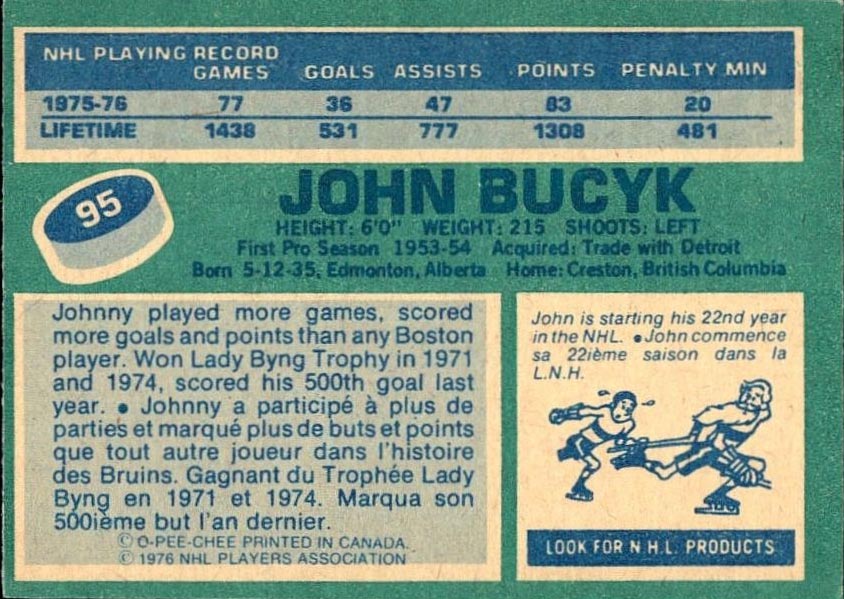 NHL PLAYING RECORD
GAMES GOALS ASSISTS POINTS PENALTY MIN
1975-76 77 36 47 83 20
LIFETIME 1438 531 777 1308 481
95
JOHN BUCYK
HEIGHT: 6'0" WEIGHT: 215 SHOOTS: LEFT
First Pro Season 1953-54 Acquired: Trade with Detroit
Born 5-12-35, Edmonton, Alberta Home: Creston, British Columbia
Johnny played more games, scored
more goals and points than any Boston
player. Won Lady Byng Trophy in 1971
and 1974, scored his 500th goal last
year. ● Johnny a participé à plus de
parties et marqué plus de buts et points
que tout autre joueur dans l'histoire
des Bruins. Gagnant du Trophée Lady
Byng en 1971 et 1974. Marqua son
500ième but l'an dernier.
© O-PEE-CHEE PRINTED IN CANADA.
© 1976 NHL PLAYERS ASSOCIATION
John is starting his 22nd year
in the NHL. ● John commence
sa 22ième saison dans la
L.N.H.
LOOK FOR N.H.L. PRODUCTS